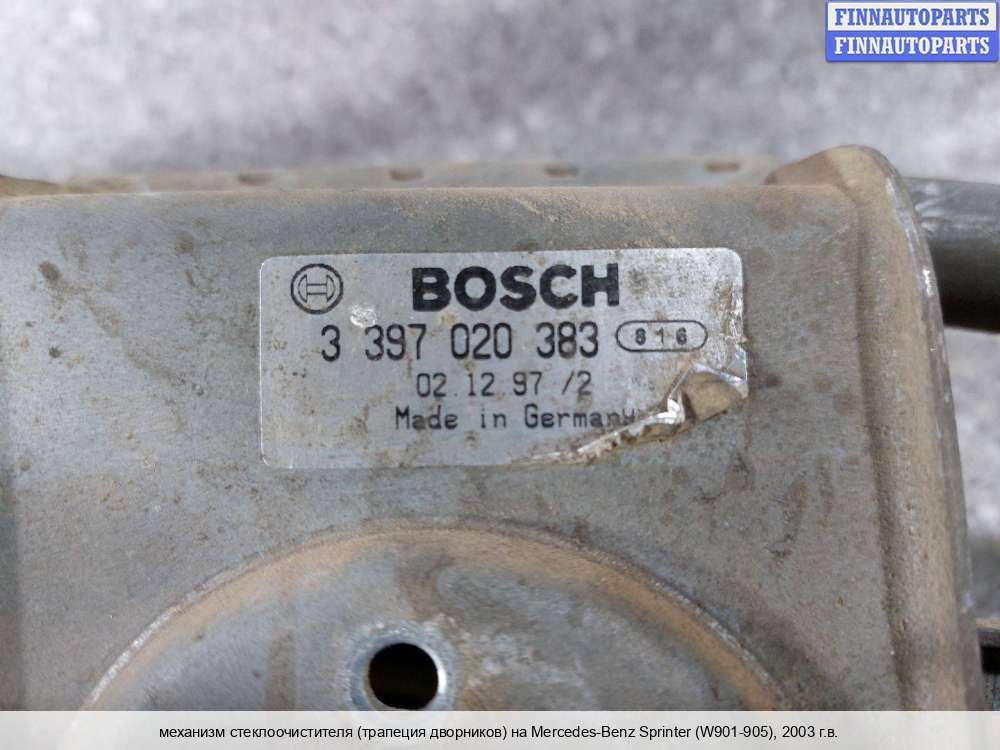 FINNAUTOPARTS
FINNAUTOPARTS
BOSCH
3 397 020 383 816
02 12 97 /2
Made in Germany
механизм стеклоочистителя (трапеция дворников) на Mercedes-Benz Sprinter (W901-905), 2003 г.в.